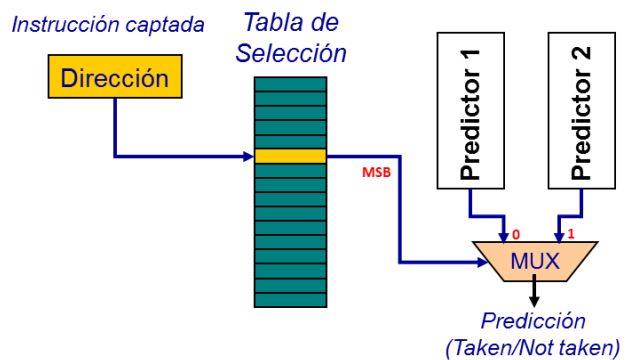 Instrucción captada
Dirección
Tabla de
Selección
MSB
Predictor 1
Predictor 2
0
1
MUX
Predicción
(Taken/Not taken)